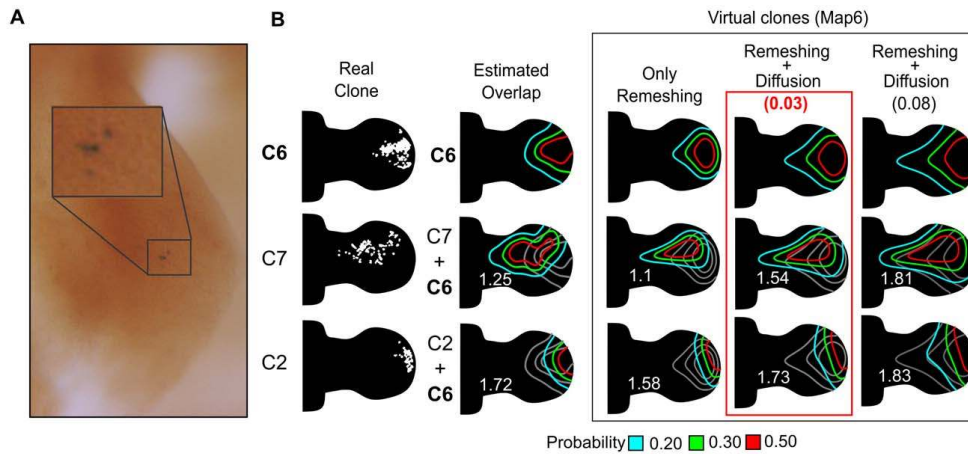 A
B
Virtual clones (Map6)
Real
Clone
Estimated
Overlap
Only
Remeshing
Remeshing
+
Diffusion
(0.03)
Remeshing
+
Diffusion
(0.08)
C6
C6
C7
C7
+
C6
1.25
1.1
1.54
1.81
C2
C2
+
C6
1.72
1.58
1.73
1.83
Probability 0.20 0.30 0.50